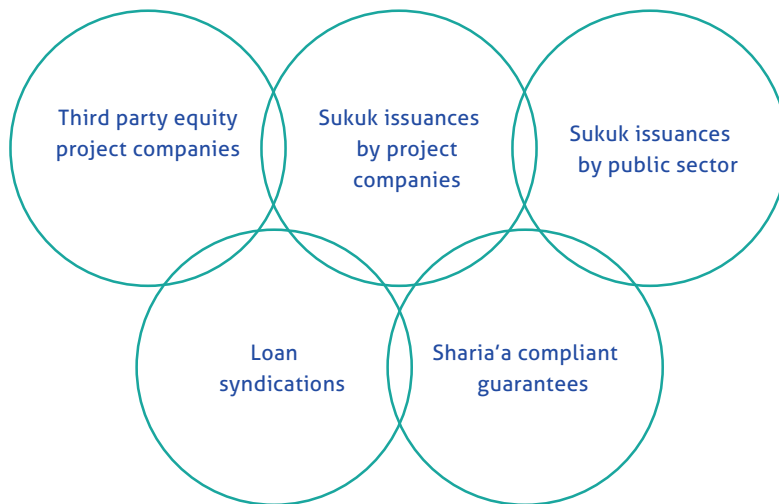 Third party equity
project companies
Sukuk issuances
by project
companies
Sukuk issuances
by public sector
Loan
syndications
Sharia‘a compliant
guarantees